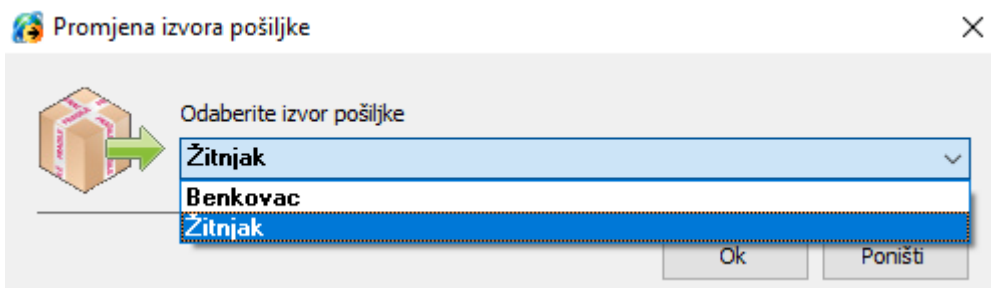 Promjena izvora pošiljke
Odaberite izvor pošiljke
Žitnjak
Benkovac
Žitnjak
Ok
Poništi